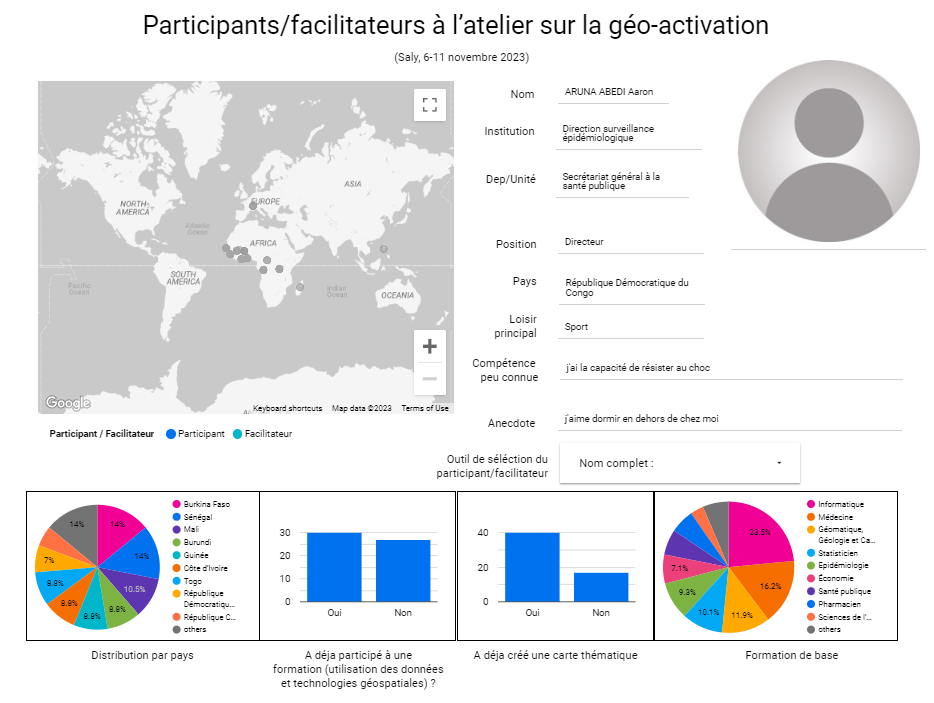 Participants/facilitateurs à l'atelier sur la géo-activation
(Saly, 6-11 novembre 2023)
NORTH AMERICA
Atlantic Ocean
EUROPE
ASIA
AFRICA
SOUTH AMERICA
Pacific Ocean
Indian Ocean
OCEANIA
Google
Keyboard shortcuts Map data ©2023 Terms of Use
Participant / Facilitateur Participant Facilitateur
Nom ARUNA ABEDI Aaron
Institution Direction surveillance
épidémiologique
Dep/Unité Secrétariat général à la
santé publique
Position Directeur
Pays République Démocratique du
Congo
Loisir
principal Sport
Compétence
peu connue j'ai la capacité de résister au choc
Anecdote j'aime dormir en dehors de chez moi
Outil de séléction du
participant/facilitateur Nom complet :
14%
14%
10.5%
8.8%
8.8%
8.8%
8.8%
7%
14%
Burkina Faso
Sénégal
Mali
Burundi
Guinée
Côte d'Ivoire
Togo
République
Démocratiqu...
République C...
others
Distribution par pays
30
20
10
0
Oui Non
A déja participé à une
formation (utilisation des données
et technologies géospatiales) ?
40
20
0
Oui Non
A déja créé une carte thématique
23.5%
16.2%
11.9%
10.1%
9.3%
7.1%
Informatique
Médecine
Géomatique,
Géologie et Ca...
Statisticien
Epidémiologie
Économie
Santé publique
Pharmacien
Sciences de l'...
others
Formation de base